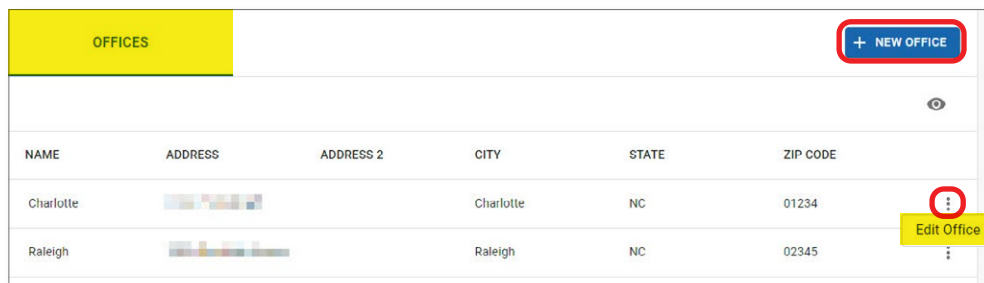 OFFICES
+ NEW OFFICE
NAME ADDRESS ADDRESS 2 CITY STATE ZIP CODE
Charlotte Charlotte NC 01234
Edit Office
Raleigh Raleigh NC 02345